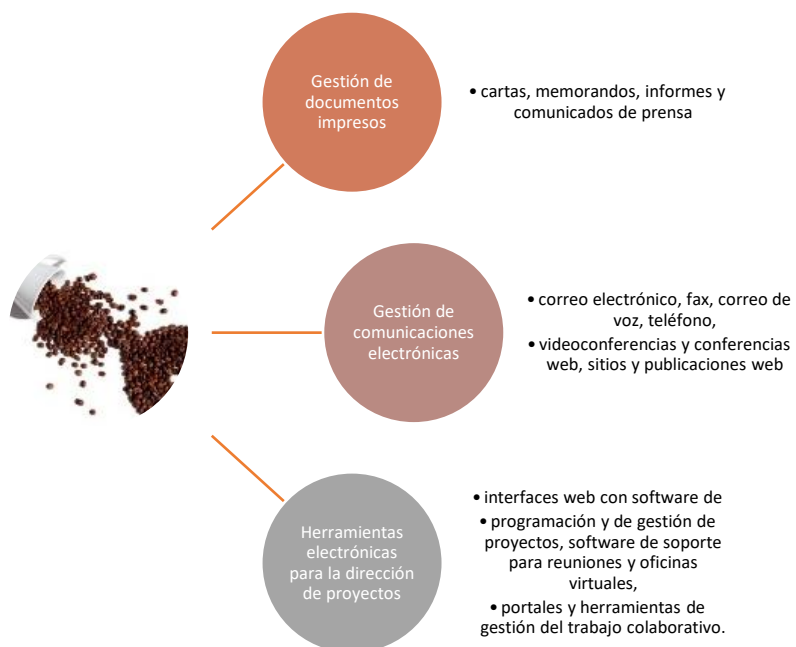 Gestión de
documentos
impresos
• cartas, memorandos, informes y
comunicados de prensa
Gestión de
comunicaciones
electrónicas
• correo electrónico, fax, correo de
voz, teléfono,
• videoconferencias y conferencias
web, sitios y publicaciones web
Herramientas
electrónicas
para la dirección
de proyectos
• interfaces web con software de
• programación y de gestión de
proyectos, software de soporte
para reuniones y oficinas
virtuales,
• portales y herramientas de
gestión del trabajo colaborativo.